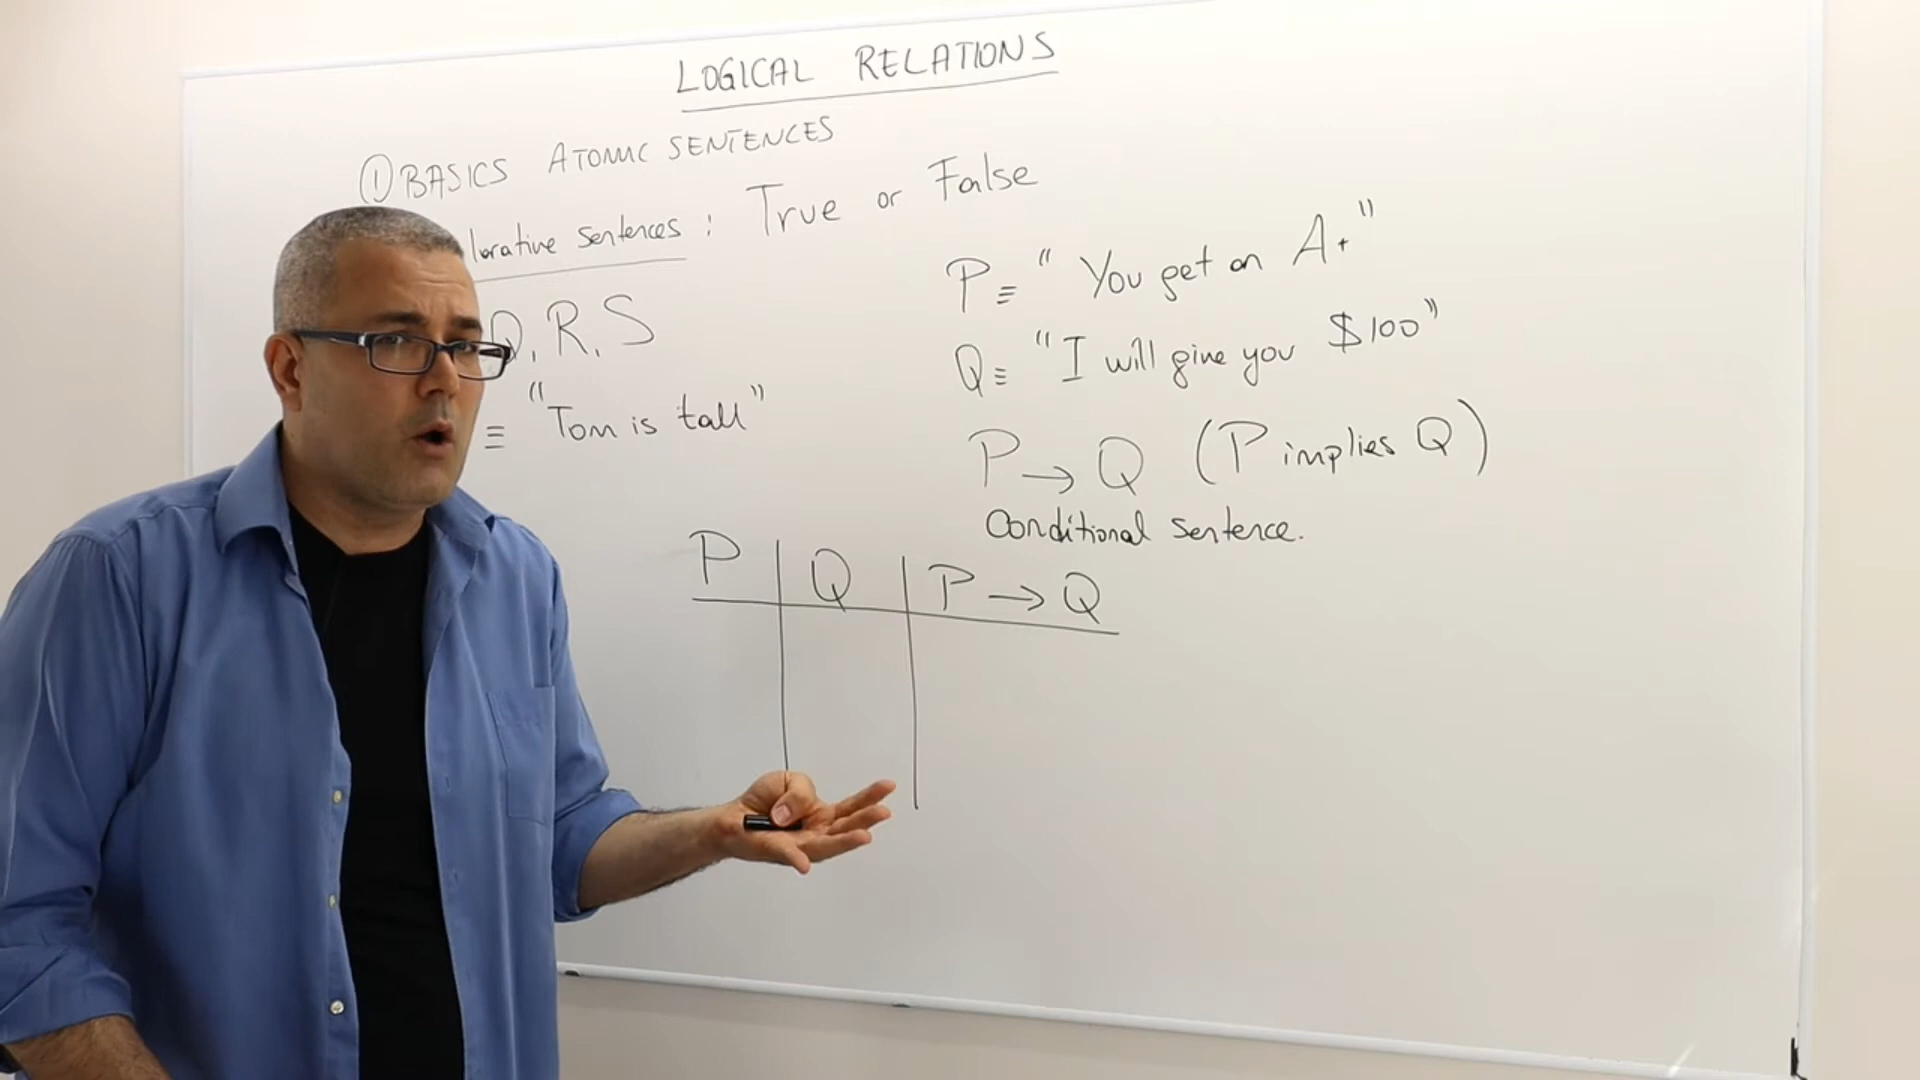 LOGICAL RELATIONS
① BASICS ATOMIC SENTENCES
sentences : True or False
R, S
≡ "Tom is tall"
P ≡ "You get an A+"
Q ≡ "I will give you $100"
P → Q (P implies Q)
Conditional sentence.
P Q P → Q